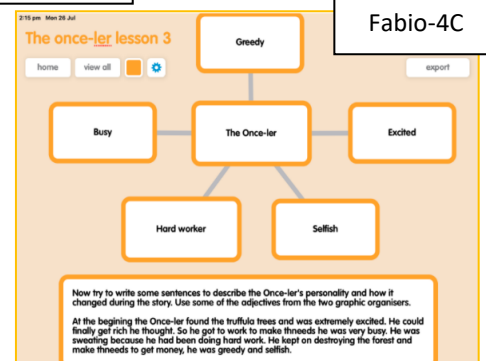 2:15 pm Mon 26 Jul
Fabio-4C
The once-ler lesson 3
Greedy
home
view all
export
Busy
The Once-ler
Excited
Hard worker
Selfish
Now try to write some sentences to describe the Once-ler's personality and how it
changed during the story. Use some of the adjectives from the two graphic organisers.
At the begining the Once-ler found the truffula trees and was extremely excited. He could
finally get rich he thought. So he got to work to make thneeds he was very busy. He was
sweating because he had been doing hard work. He kept on destroying the forest and
make thneeds to get money, he was greedy and selfish.